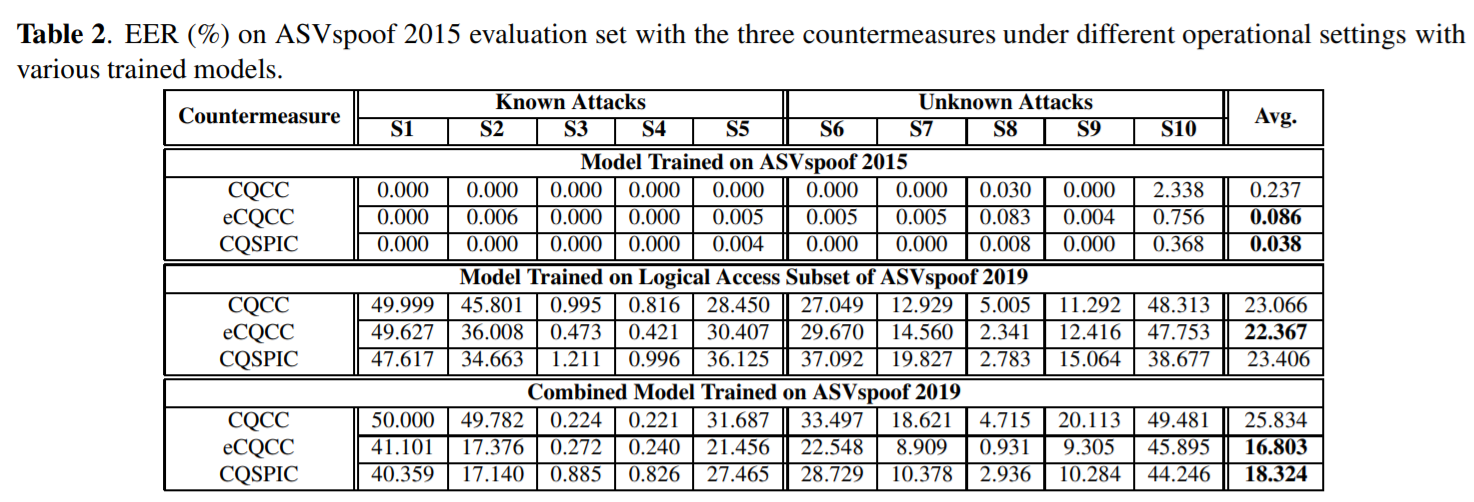 Table 2. EER (%) on ASVspoof 2015 evaluation set with the three countermeasures under different operational settings with
various trained models.
Countermeasure Known Attacks Unknown Attacks Avg.
S1 S2 S3 S4 S5 S6 S7 S8 S9 S10
Model Trained on ASVspoof 2015
CQCC 0.000 0.000 0.000 0.000 0.000 0.000 0.000 0.030 0.000 2.338 0.237
eCQCC 0.000 0.006 0.000 0.000 0.005 0.005 0.005 0.083 0.004 0.756 0.086
CQSPIC 0.000 0.000 0.000 0.000 0.004 0.000 0.000 0.008 0.000 0.368 0.038
Model Trained on Logical Access Subset of ASVspoof 2019
CQCC 49.999 45.801 0.995 0.816 28.450 27.049 12.929 5.005 11.292 48.313 23.066
eCQCC 49.627 36.008 0.473 0.421 30.407 29.670 14.560 2.341 12.416 47.753 22.367
CQSPIC 47.617 34.663 1.211 0.996 36.125 37.092 19.827 2.783 15.064 38.677 23.406
Combined Model Trained on ASVspoof 2019
CQCC 50.000 49.782 0.224 0.221 31.687 33.497 18.621 4.715 20.113 49.481 25.834
eCQCC 41.101 17.376 0.272 0.240 21.456 22.548 8.909 0.931 9.305 45.895 16.803
CQSPIC 40.359 17.140 0.885 0.826 27.465 28.729 10.378 2.936 10.284 44.246 18.324